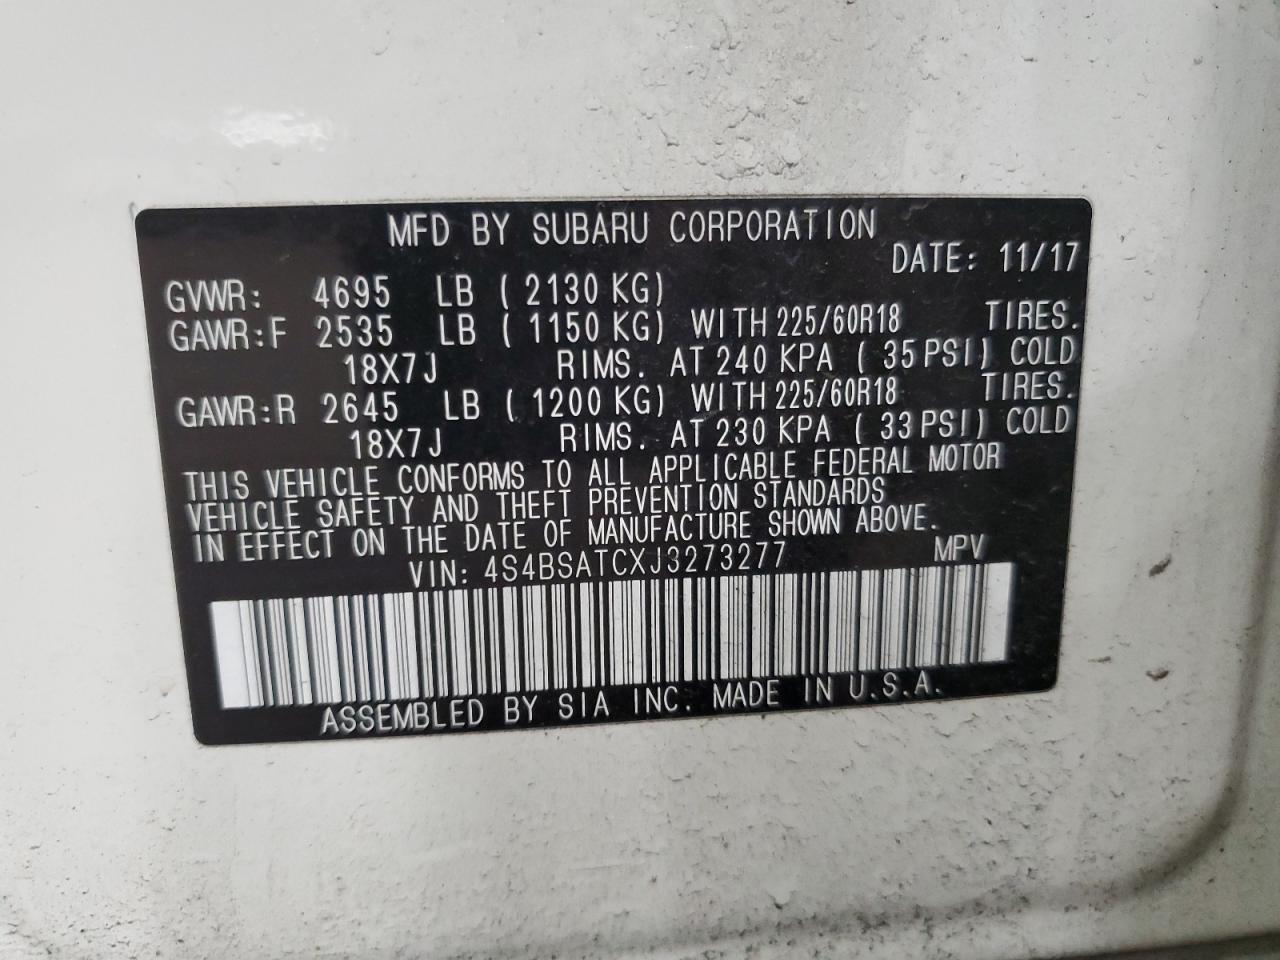 MFD BY SUBARU CORPORATION
DATE: 11/17
GVWR: 4695 LB ( 2130 KG)
GAWR:F 2535 LB ( 1150 KG) WITH 225/60R18 TIRES.
18X7J RIMS. AT 240 KPA ( 35 PSI) COLD
GAWR:R 2645 LB ( 1200 KG) WITH 225/60R18 TIRES.
18X7J RIMS. AT 230 KPA ( 33 PSI) COLD
THIS VEHICLE CONFORMS TO ALL APPLICABLE FEDERAL MOTOR
VEHICLE SAFETY AND THEFT PREVENTION STANDARDS
IN EFFECT ON THE DATE OF MANUFACTURE SHOWN ABOVE.
VIN: 4S4BSATCXJ3273277 MPV
ASSEMBLED BY SIA INC. MADE IN U.S.A.